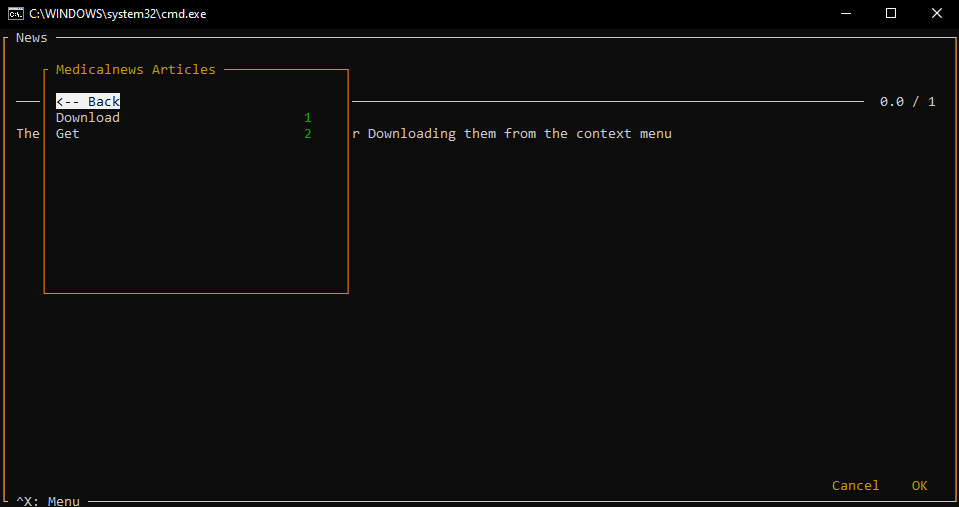 C:\WINDOWS\system32\cmd.exe
News
Medicalnews Articles
<-- Back
0.0 / 1
Download 1
The
Get 2
r Downloading them from the context menu
Cancel OK
^X: Menu